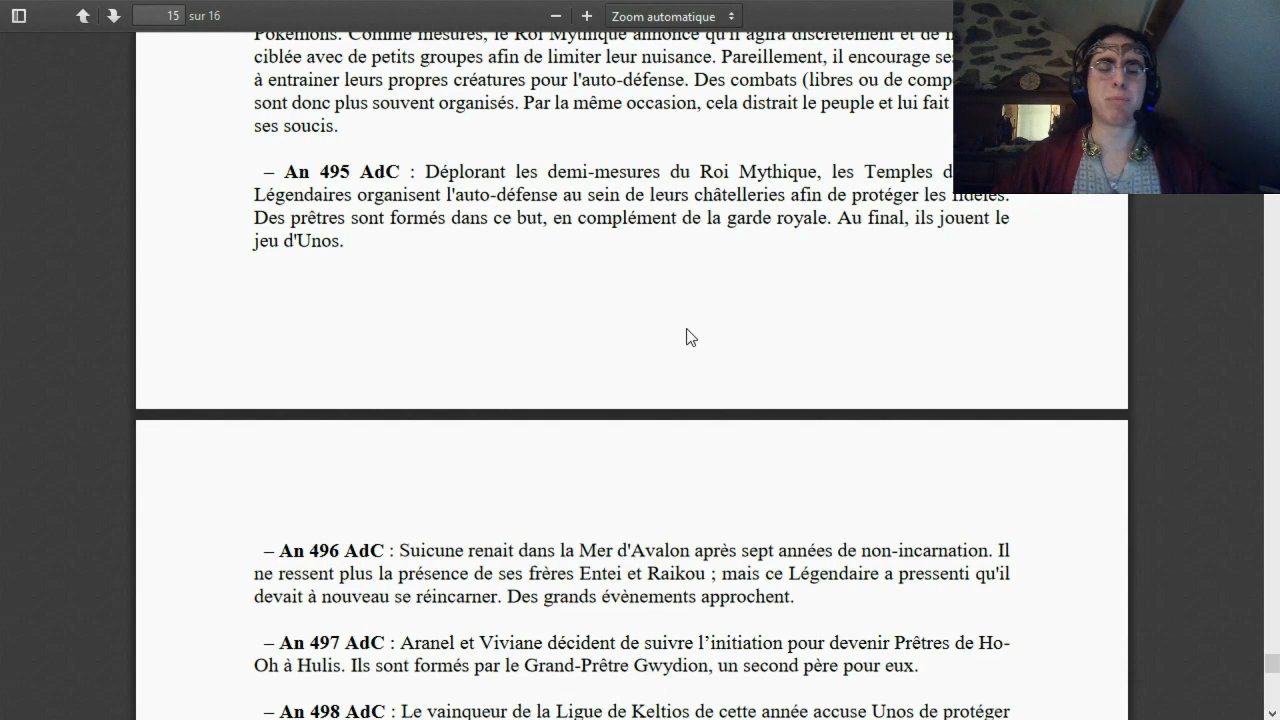 15 sur 16
Zoom automatique
Pokémons. Comme mesures, le Roi Mythique annonce qu'il agira discrètement et de
ciblée avec de petits groupes afin de limiter leur nuisance. Pareillement, il encourage
à entrainer leurs propres créatures pour l'auto-défense. Des combats (libres ou de
sont donc plus souvent organisés. Par la même occasion, cela distrait le peuple et lui fait
ses soucis.
– An 495 AdC : Déplorant les demi-mesures du Roi Mythique, les Temples
Légendaires organisent l'auto-défense au sein de leurs châtelleries afin de protéger les fidèles.
Des prêtres sont formés dans ce but, en complément de la garde royale. Au final, ils jouent le
jeu d'Unos.
– An 496 AdC : Suicune renait dans la Mer d'Avalon après sept années de non-incarnation. Il
ne ressent plus la présence de ses frères Entei et Raikou ; mais ce Légendaire a pressenti qu'il
devait à nouveau se réincarner. Des grands évènements approchent.
– An 497 AdC : Aranel et Viviane décident de suivre l’initiation pour devenir Prêtres de Ho-
Oh à Hulis. Ils sont formés par le Grand-Prêtre Gwydion, un second père pour eux.
– An 498 AdC : Le vainqueur de la Ligue de Keltios de cette année accuse Unos de protéger